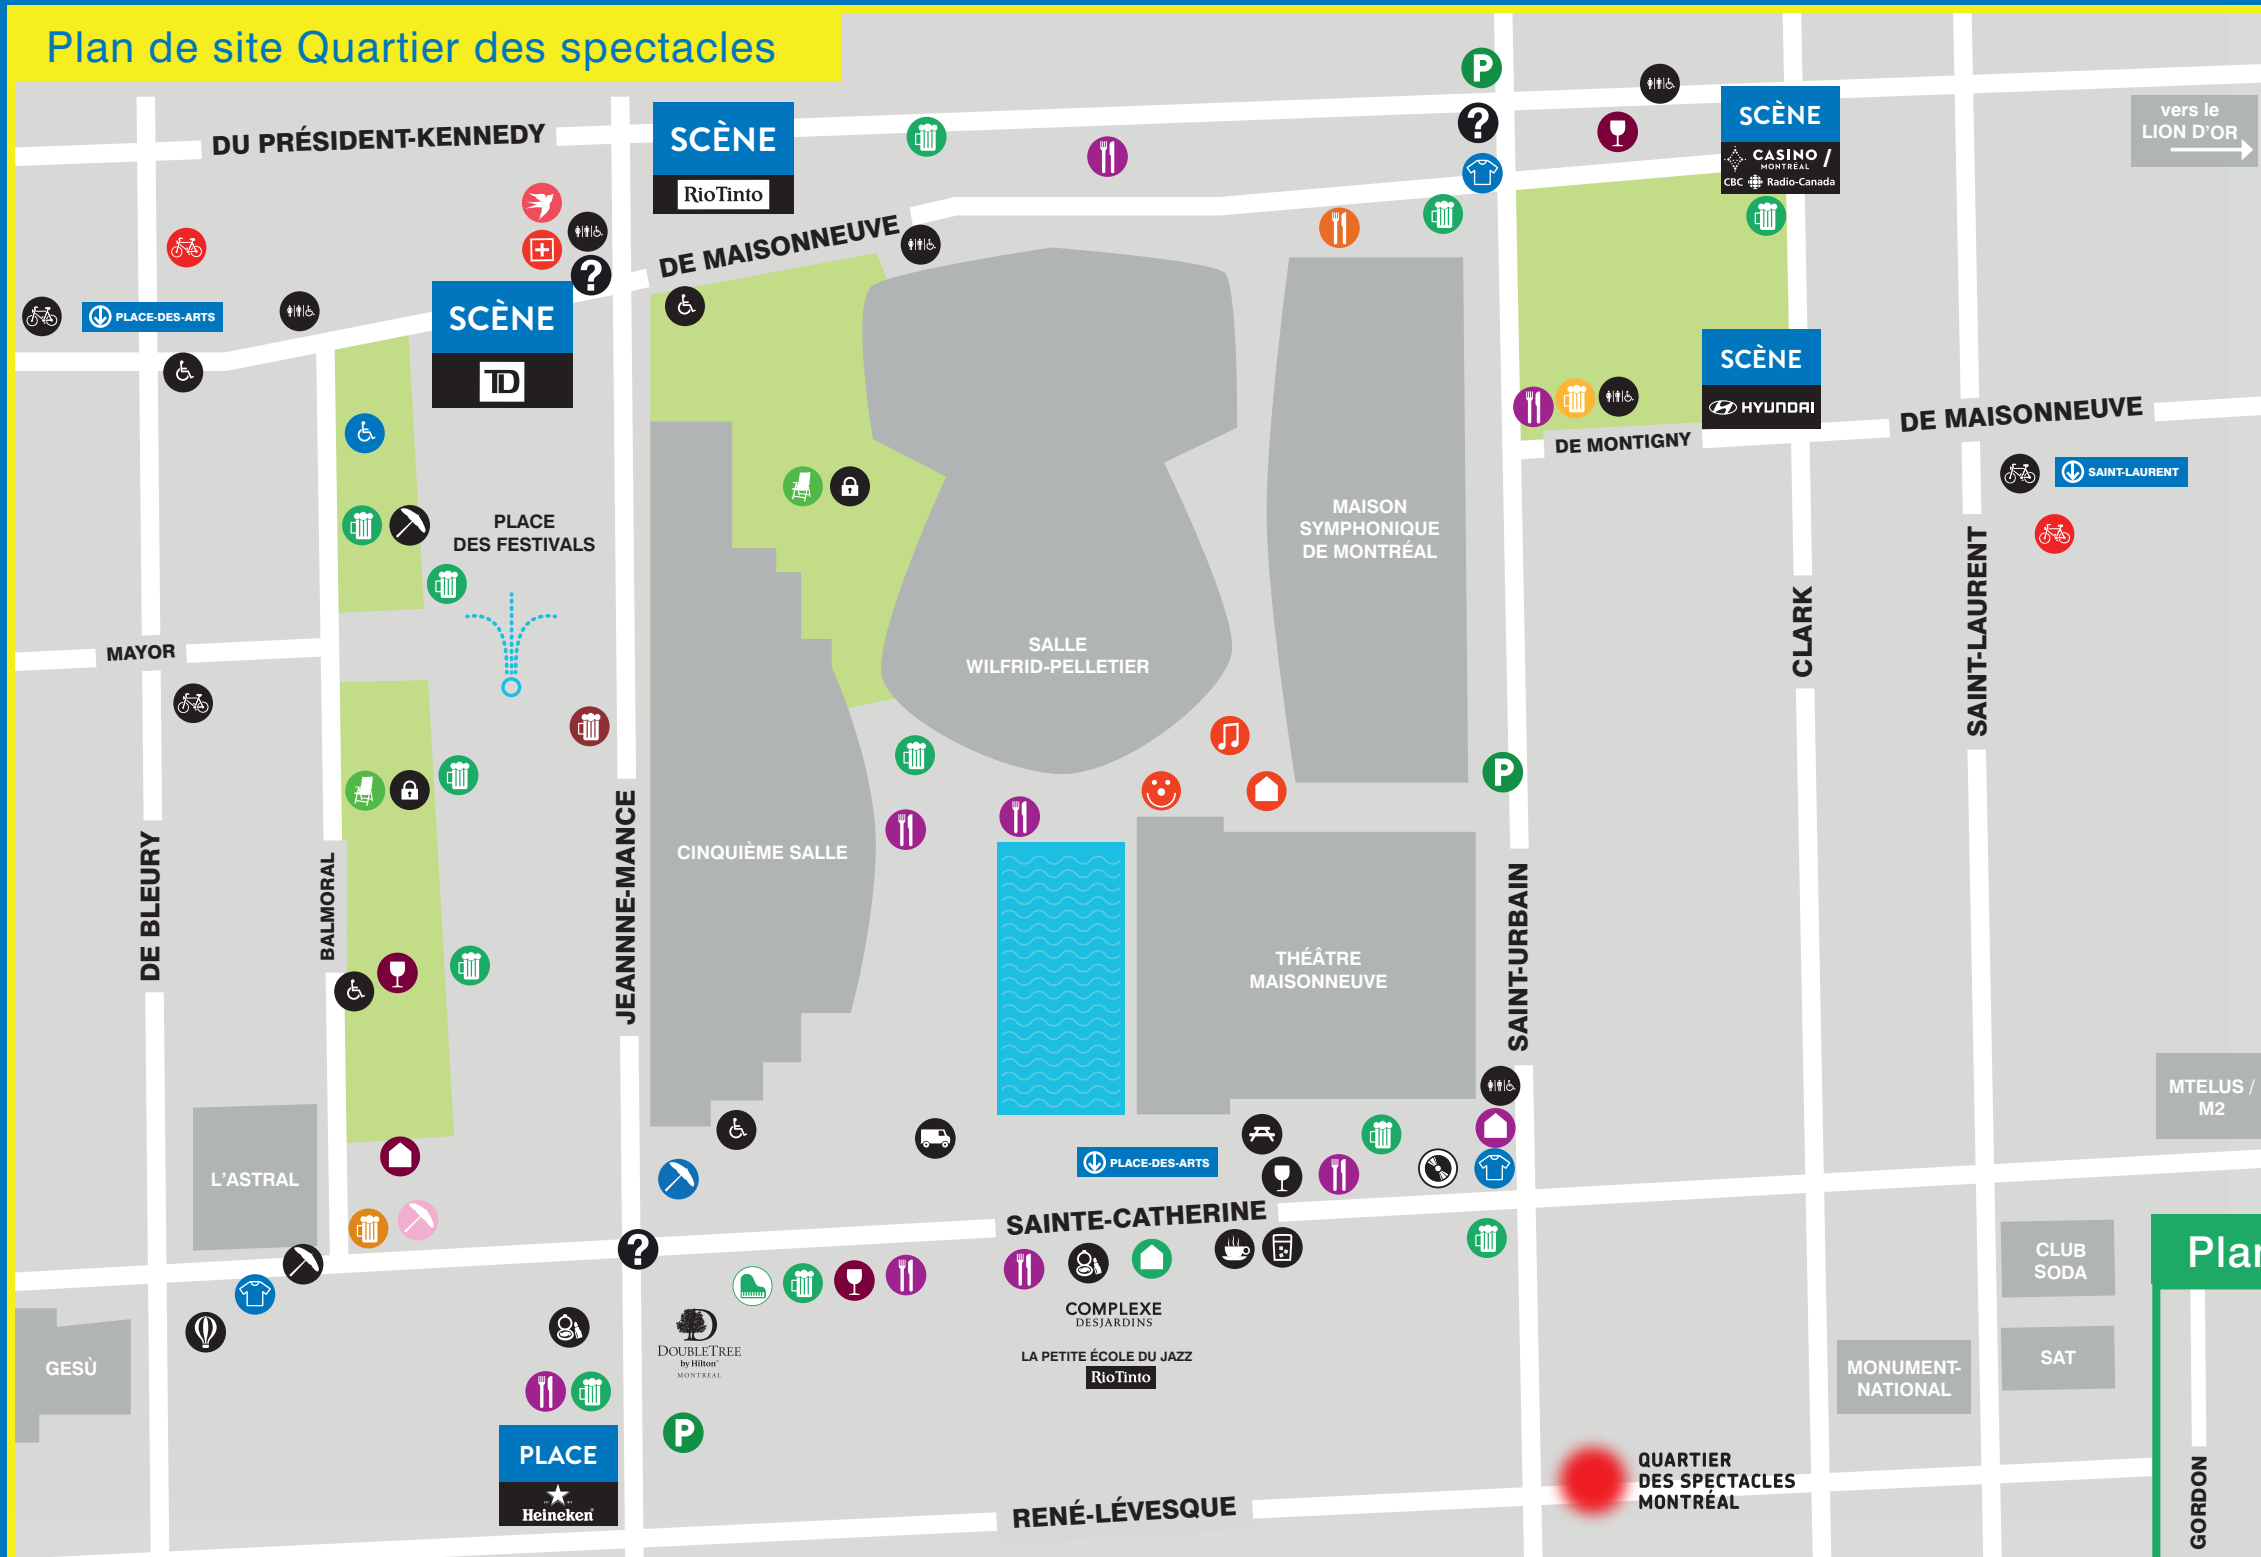 Plan de site Quartier des spectacles
DU PRÉSIDENT-KENNEDY
SCÈNE
RioTinto
P
?
SCÈNE
CASINO /
MONTRÉAL
CBC Radio-Canada
vers le
LION D'OR
DE MAISONNEUVE
?
PLACE-DES-ARTS
SCÈNE
TD
SCÈNE
HYUNDAI
DE MAISONNEUVE
DE MONTIGNY
SAINT-LAURENT
PLACE
DES FESTIVALS
MAISON
SYMPHONIQUE
DE MONTRÉAL
MAYOR
SALLE
WILFRID-PELLETIER
CLARK
SAINT-LAURENT
P
DE BLEURY
BALMORAL
JEANNE-MANCE
CINQUIÈME SALLE
THÉÂTRE
MAISONNEUVE
SAINT-URBAIN
MTELUS /
M2
L'ASTRAL
PLACE-DES-ARTS
SAINTE-CATHERINE
?
CLUB
SODA
Plan
GESÙ
D
DOUBLETREE
by Hilton
MONTREAL
COMPLEXE
DESJARDINS
LA PETITE ÉCOLE DU JAZZ
RioTinto
MONUMENT-
NATIONAL
SAT
P
PLACE
Heineken
RENÉ-LÉVESQUE
QUARTIER
DES SPECTACLES
MONTRÉAL
GORDON